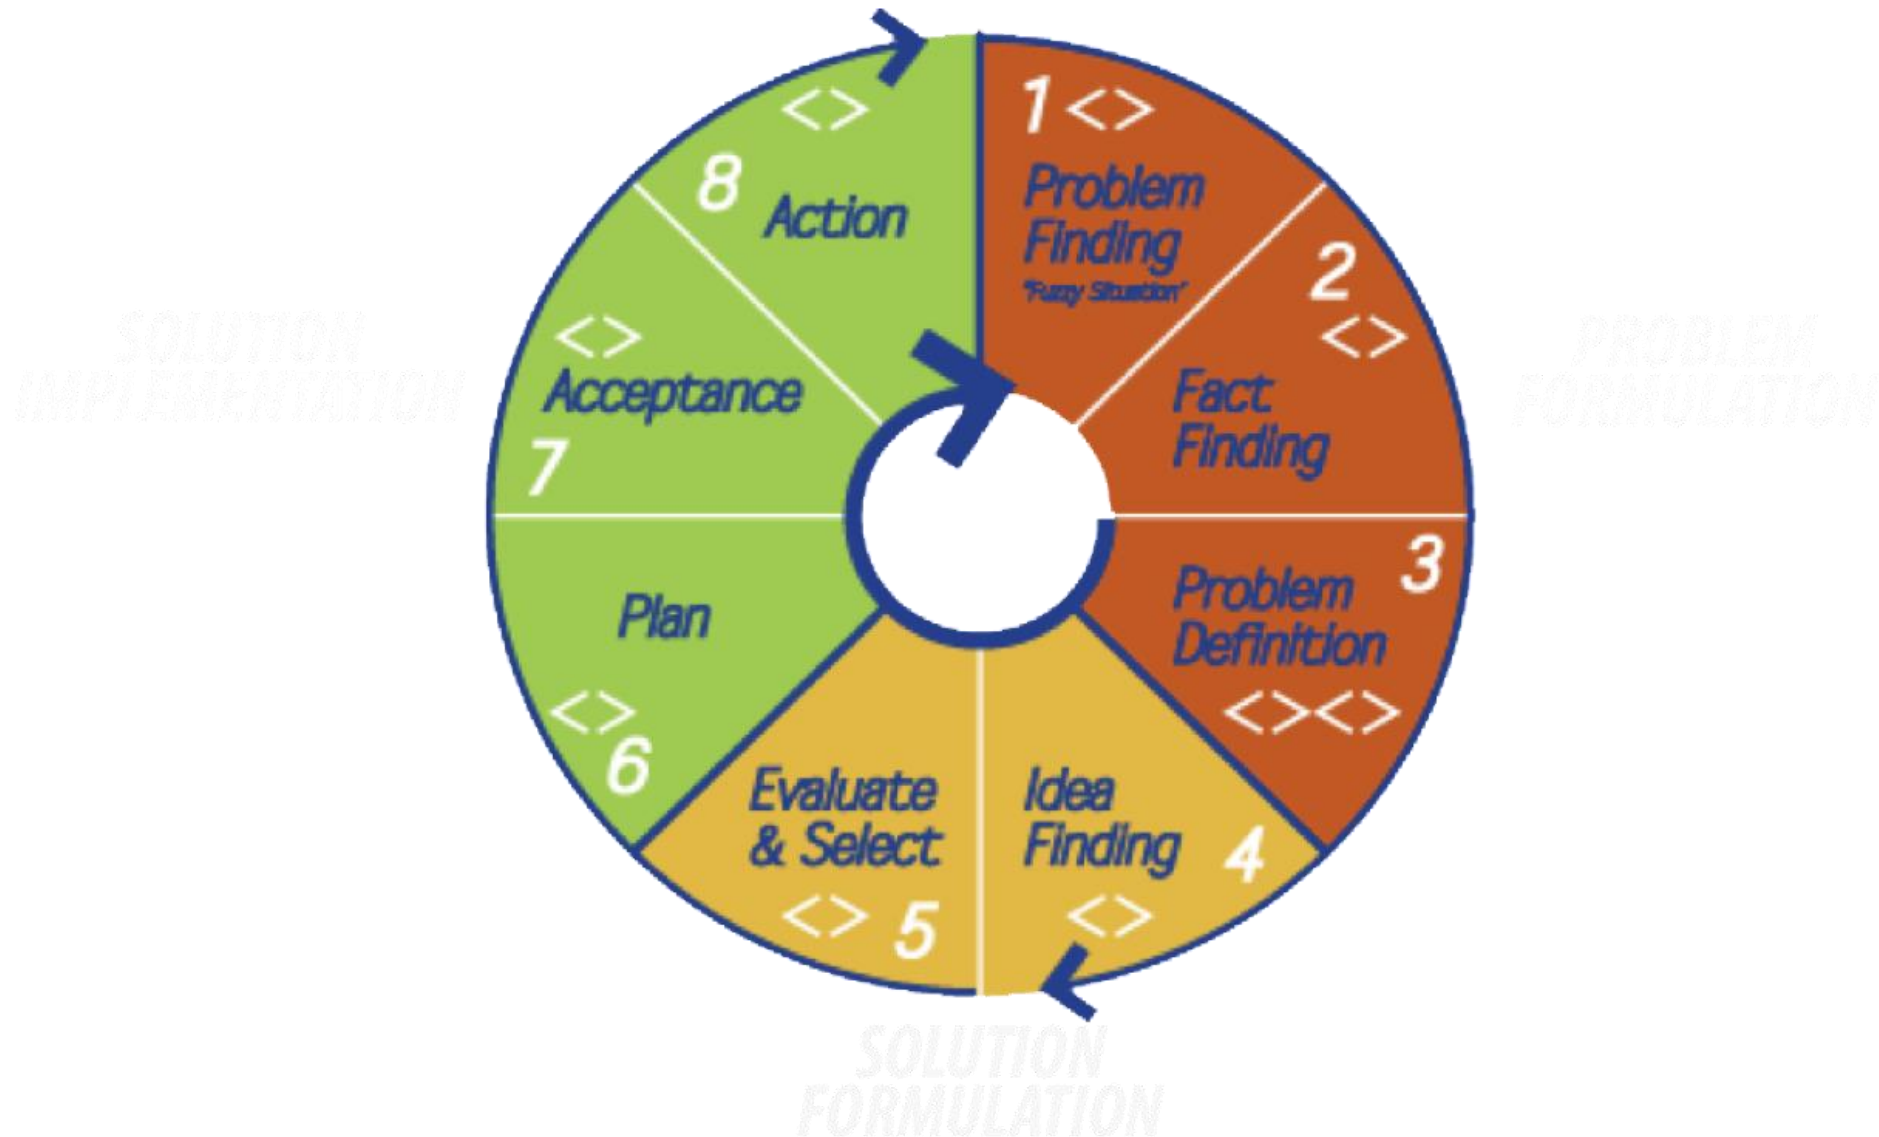 1 <>
Problem
Finding
"Fuzzy Situation"
2
<>
Fact
Finding
3
Problem
Definition
<><>
Idea
Finding
4
<>
Evaluate
& Select
<> 5
Plan
<>
6
<>
Acceptance
7
<>
8
Action
PROBLEM
FORMULATION
SOLUTION
FORMULATION
SOLUTION
IMPLEMENTATION